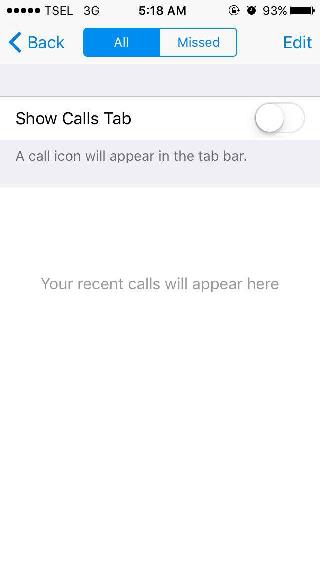 TSEL 3G 5:18 AM 93%
Back All Missed Edit
Show Calls Tab
A call icon will appear in the tab bar.
Your recent calls will appear here